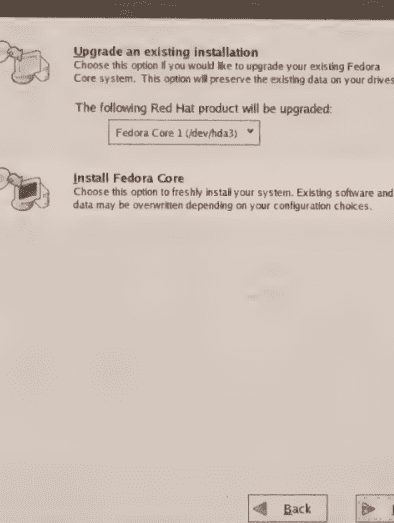 Upgrade an existing installation
Choose this option if you would like to upgrade your existing Fedora
Core system. This option will preserve the existing data on your drives
The following Red Hat product will be upgraded:
Fedora Core 1 (/dev/hda3)
Install Fedora Core
Choose this option to freshly install your system. Existing software and
data may be overwritten depending on your configuration choices.
Back